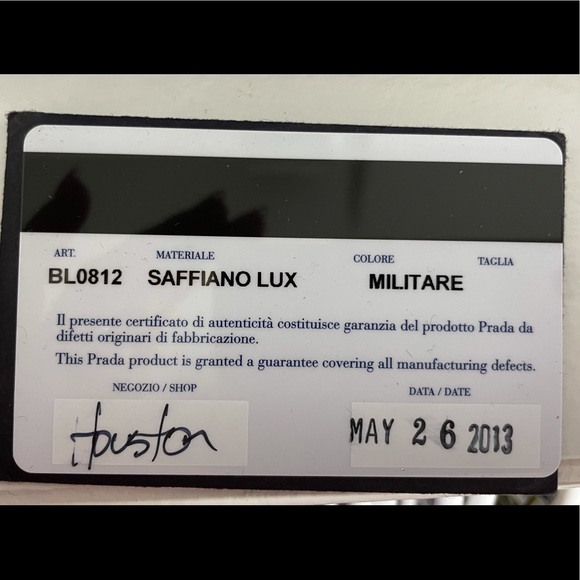 ART. MATERIALE COLORE TAGLIA
BL0812 SAFFIANO LUX MILITARE
Il presente certificato di autenticità costituisce garanzia del prodotto Prada da
difetti originari di fabbricazione.
This Prada product is granted a guarantee covering all manufacturing defects.
NEGOZIO / SHOP DATA / DATE
Houston MAY 26 2013